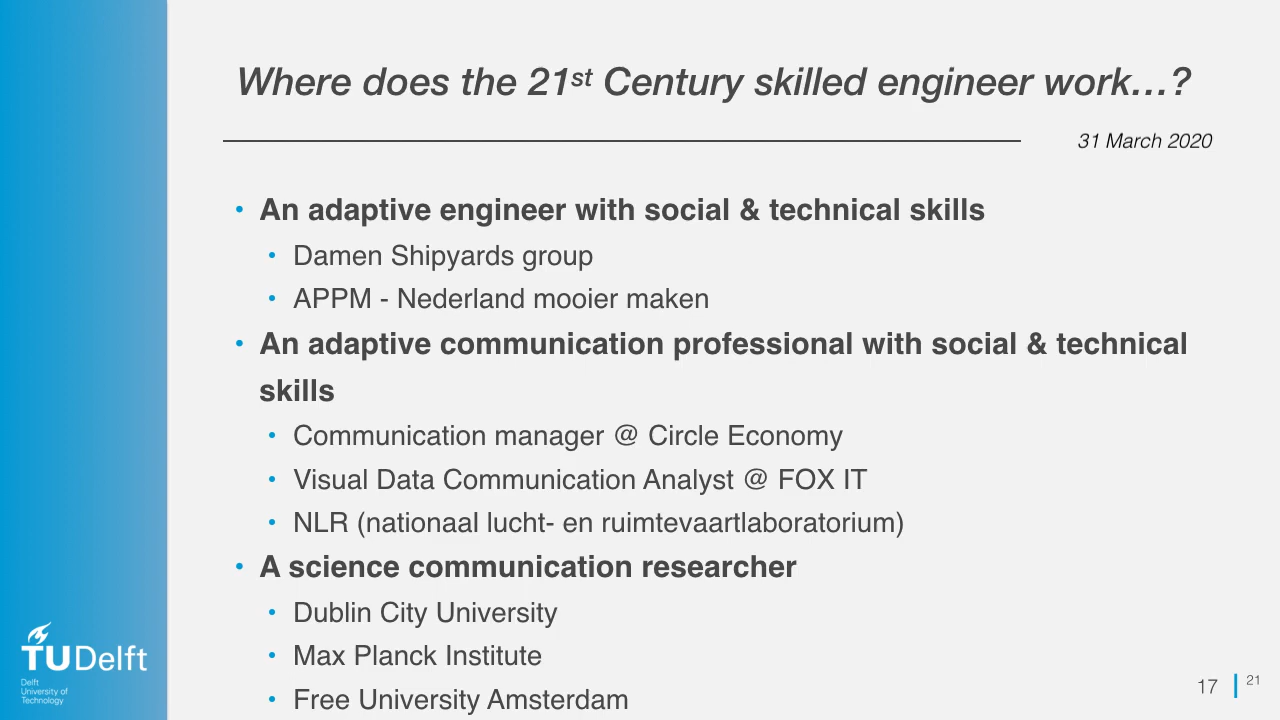 Where does the 21st Century skilled engineer work…?
31 March 2020
• An adaptive engineer with social & technical skills
• Damen Shipyards group
• APPM - Nederland mooier maken
• An adaptive communication professional with social & technical
skills
• Communication manager @ Circle Economy
• Visual Data Communication Analyst @ FOX IT
• NLR (nationaal lucht- en ruimtevaartlaboratorium)
• A science communication researcher
• Dublin City University
• Max Planck Institute
• Free University Amsterdam
TUDelft
Delft
University of
Technology
17 21